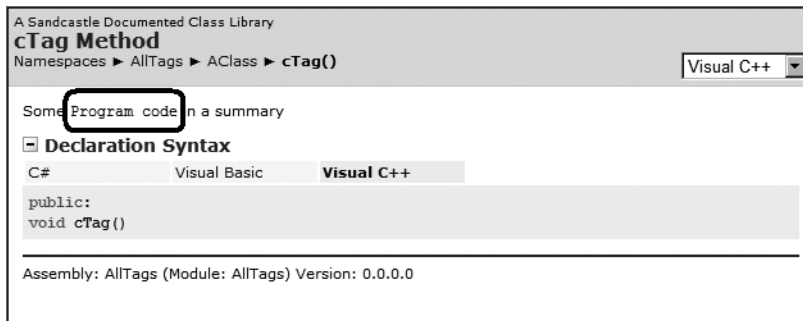 A Sandcastle Documented Class Library
cTag Method
Namespaces ► AllTags ► AClass ► cTag()
Visual C++
Some Program code in a summary
Declaration Syntax
C# Visual Basic Visual C++
public:
void cTag()
Assembly: AllTags (Module: AllTags) Version: 0.0.0.0